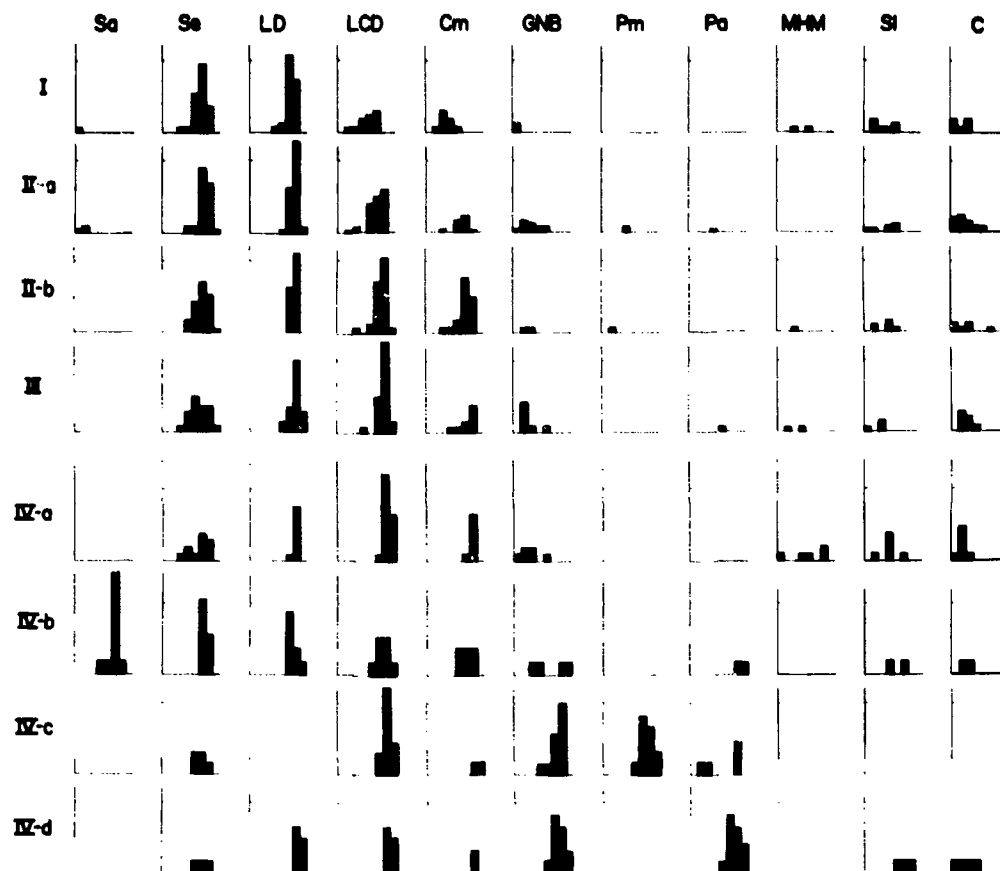 Sa Se LD LCD Cm GNB Pm Pa MHM Sl C
I
II-a
II-b
III
IV-a
IV-b
IV-c
IV-d